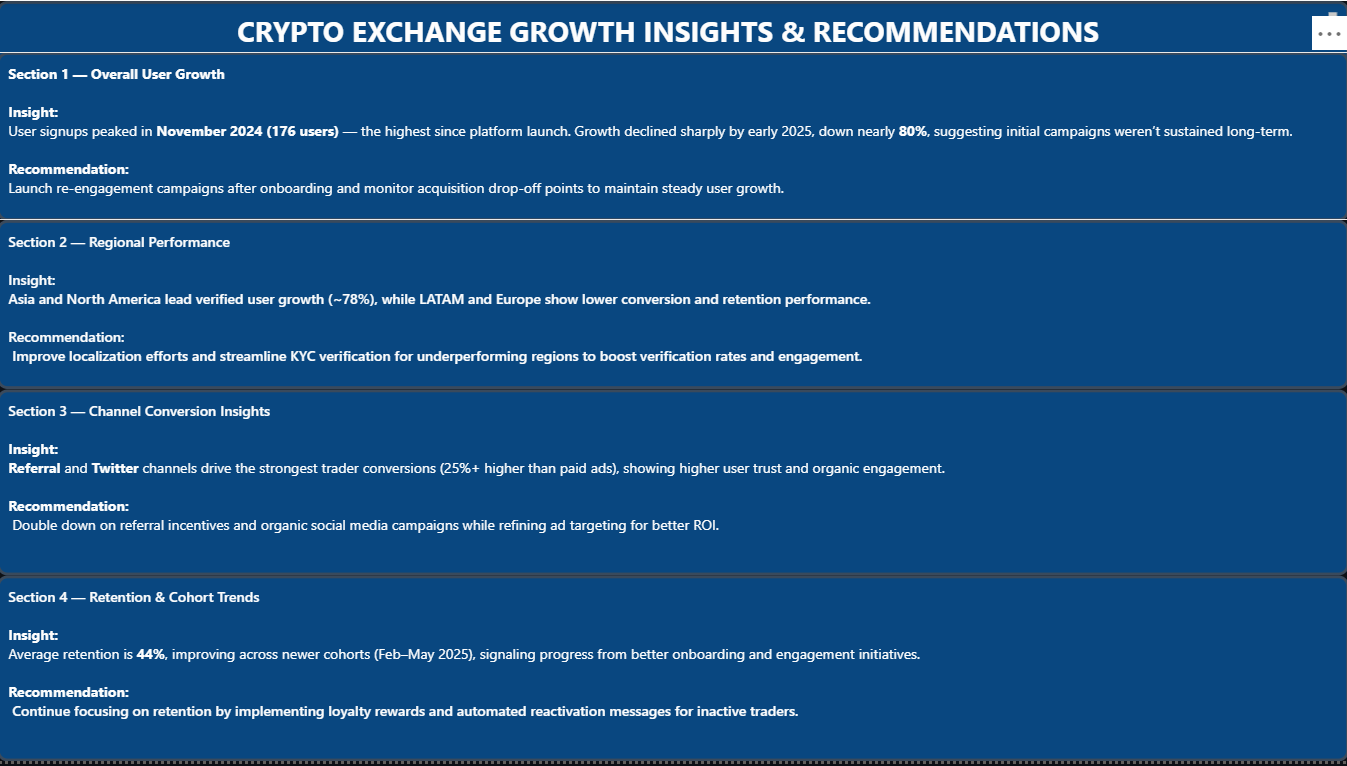 CRYPTO EXCHANGE GROWTH INSIGHTS & RECOMMENDATIONS
Section 1 — Overall User Growth
Insight:
User signups peaked in November 2024 (176 users) — the highest since platform launch. Growth declined sharply by early 2025, down nearly 80%, suggesting initial campaigns weren’t sustained long-term.
Recommendation:
Launch re-engagement campaigns after onboarding and monitor acquisition drop-off points to maintain steady user growth.
Section 2 — Regional Performance
Insight:
Asia and North America lead verified user growth (~78%), while LATAM and Europe show lower conversion and retention performance.
Recommendation:
Improve localization efforts and streamline KYC verification for underperforming regions to boost verification rates and engagement.
Section 3 — Channel Conversion Insights
Insight:
Referral and Twitter channels drive the strongest trader conversions (25%+ higher than paid ads), showing higher user trust and organic engagement.
Recommendation:
Double down on referral incentives and organic social media campaigns while refining ad targeting for better ROI.
Section 4 — Retention & Cohort Trends
Insight:
Average retention is 44%, improving across newer cohorts (Feb–May 2025), signaling progress from better onboarding and engagement initiatives.
Recommendation:
Continue focusing on retention by implementing loyalty rewards and automated reactivation messages for inactive traders.